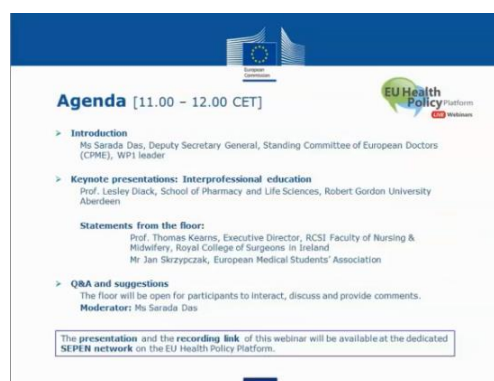 European
Commission
Agenda [11.00 – 12.00 CET]
EU Health
Policy Platform
LIVE Webinars
➢ Introduction
Ms Sarada Das, Deputy Secretary General, Standing Committee of European Doctors
(CPME), WP1 leader
➢ Keynote presentations: Interprofessional education
Prof. Lesley Diack, School of Pharmacy and Life Sciences, Robert Gordon University
Aberdeen
Statements from the floor:
Prof. Thomas Kearns, Executive Director, RCSI Faculty of Nursing &
Midwifery, Royal College of Surgeons in Ireland
Mr Jan Skrzypczak, European Medical Students' Association
➢ Q&A and suggestions
The floor will be open for participants to interact, discuss and provide comments.
Moderator: Ms Sarada Das
The presentation and the recording link of this webinar will be available at the dedicated
SEPEN network on the EU Health Policy Platform.